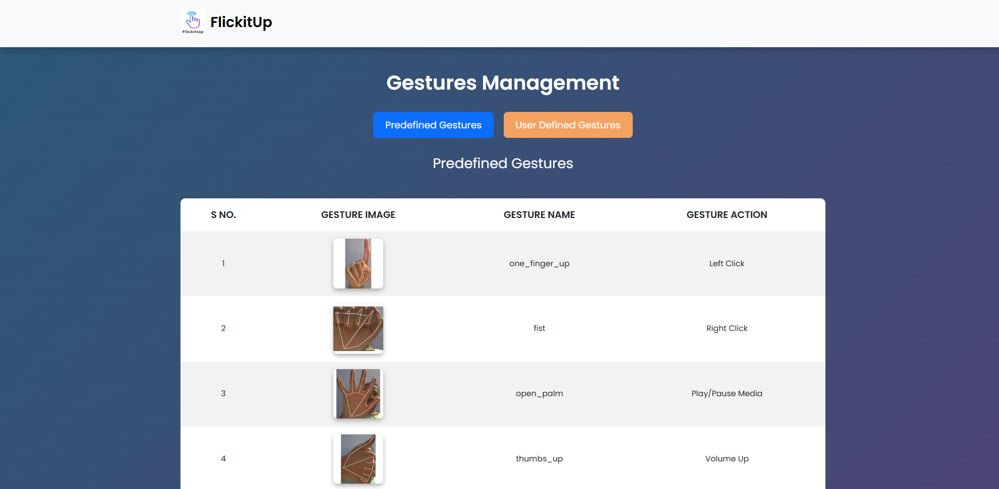 FlickitUp
FlickitUp
Gestures Management
Predefined Gestures
User Defined Gestures
Predefined Gestures
S NO. GESTURE IMAGE GESTURE NAME GESTURE ACTION
1 one_finger_up Left Click
2 fist Right Click
3 open_palm Play/Pause Media
4 thumbs_up Volume Up